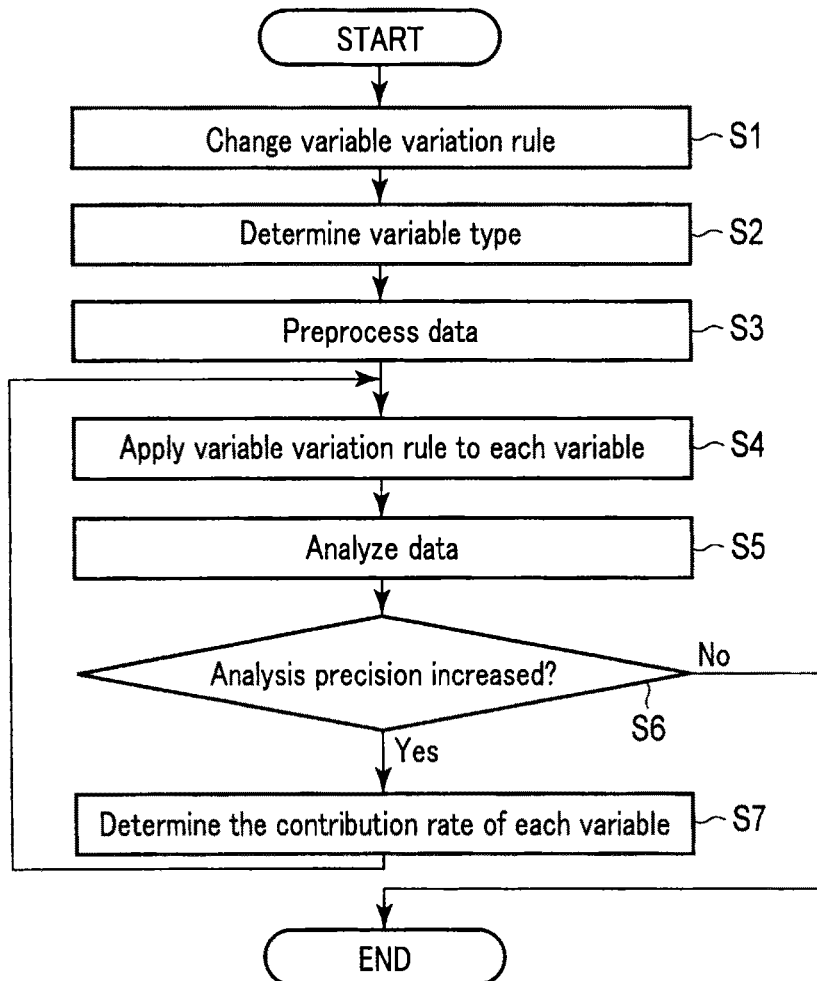 START
Change variable variation rule
S1
Determine variable type
S2
Preprocess data
S3
Apply variable variation rule to each variable
S4
Analyze data
S5
Analysis precision increased?
No
S6
Yes
Determine the contribution rate of each variable
S7
END